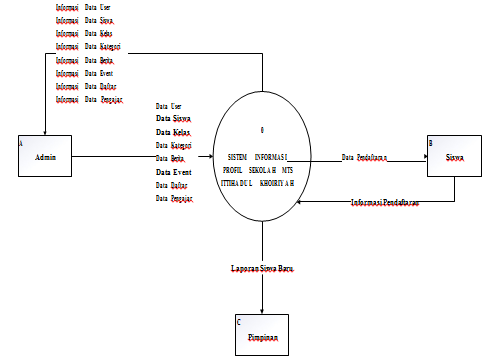 Informasi Data User
Informasi Data Siswa
Informasi Data Kelas
Informasi Data Kategori
Informasi Data Berita
Informasi Data Event
Informasi Data Daftar
Informasi Data Pengajar
Data User
Data Siswa
Data Kelas
Data Kategori
Data Berita
Data Event
Data Daftar
Data Pengajar
A
Admin
0
SISTEM INFORMASI
PROFIL SEKOLAH MTS
ITTIHADUL KHOIRIYAH
Data Pendaftaran
B
Siswa
Informasi Pendaftaran
Laporan Siswa Baru
C
Pimpinan